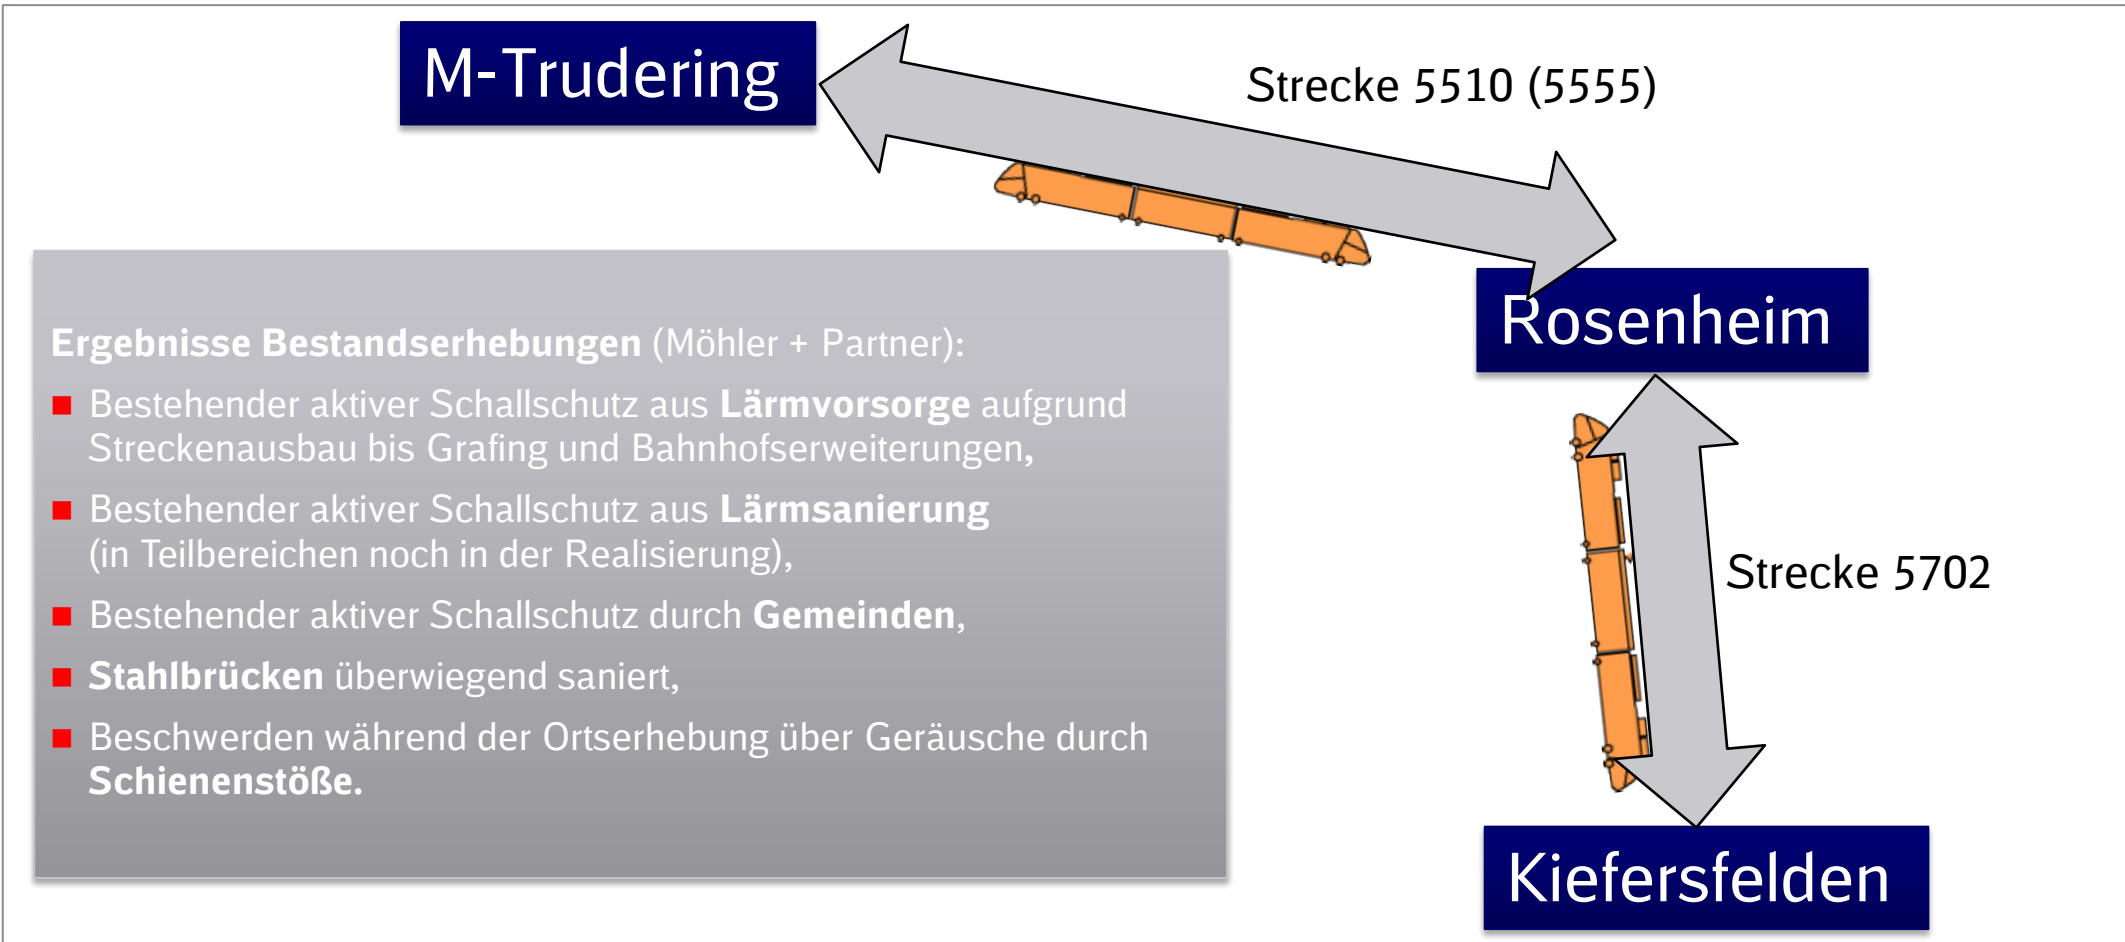 M-Trudering
Strecke 5510 (5555)
Rosenheim
Ergebnisse Bestandserhebungen (Möhler + Partner):
Bestehender aktiver Schallschutz aus Lärmvorsorge aufgrund
Streckenausbau bis Grafing und Bahnhofserweiterungen,
Bestehender aktiver Schallschutz aus Lärmsanierung
(in Teilbereichen noch in der Realisierung),
Bestehender aktiver Schallschutz durch Gemeinden,
Stahlbrücken überwiegend saniert,
Beschwerden während der Ortserhebung über Geräusche durch
Schienenstöße.
Strecke 5702
Kiefersfelden